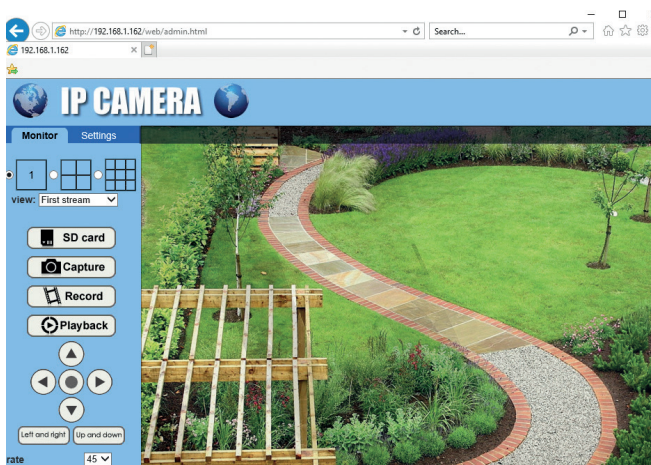 http://192.168.1.162/web/admin.html
Search...
192.168.1.162
IP CAMERA
Monitor Settings
1
view: First stream
SD card
Capture
Record
Playback
Left and right Up and down
rate 45